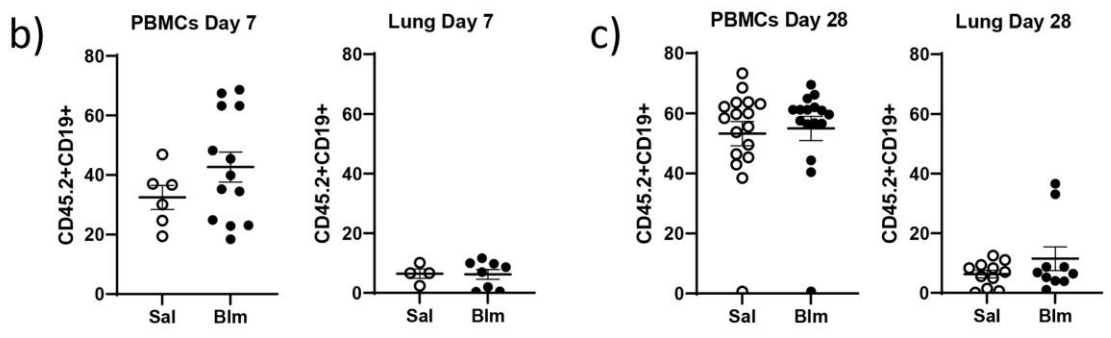 b)
PBMCs Day 7
CD45.2+CD19+
80
60
40
20
0
Sal
Blm
Lung Day 7
CD45.2+CD19+
80
60
40
20
0
Sal
Blm
c)
PBMCs Day 28
CD45.2+CD19+
80
60
40
20
0
Sal
Blm
Lung Day 28
CD45.2+CD19+
80
60
40
20
0
Sal
Blm